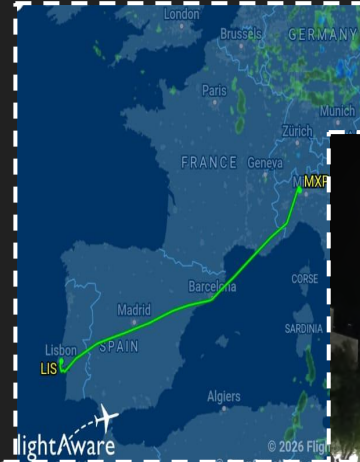 London
Brussels
GERMANY
Paris
Munich
Zürich
FRANCE
Geneva
MXP
Barcelona
CORSE
Madrid
SARDINIA
Lisbon
SPAIN
LIS
Algiers
lightAware
© 2026 Fligh